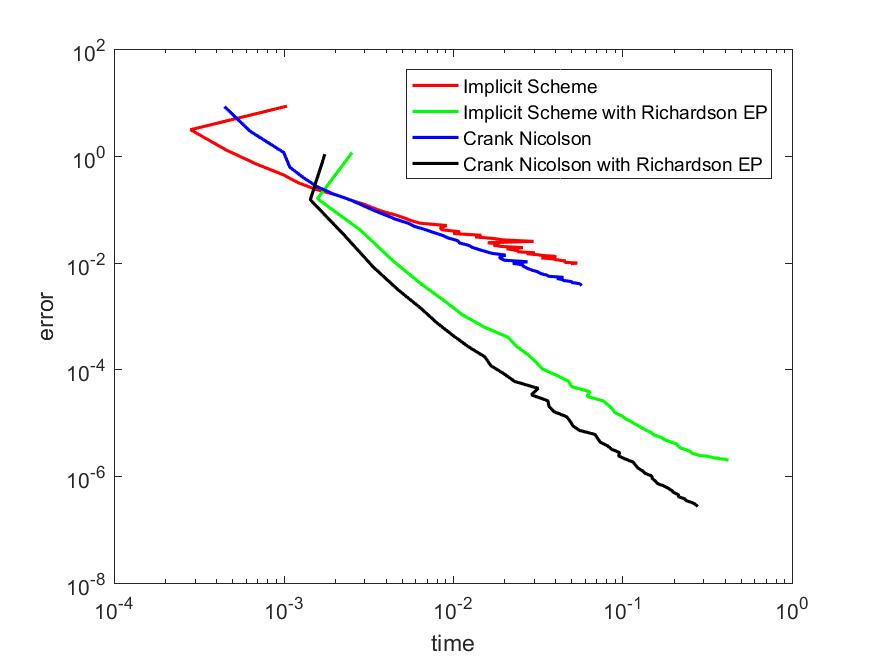 10^2
10^0
10^-2
10^-4
10^-6
10^-8
error
Implicit Scheme
Implicit Scheme with Richardson EP
Crank Nicolson
Crank Nicolson with Richardson EP
10^-4 10^-3 10^-2 10^-1 10^0
time